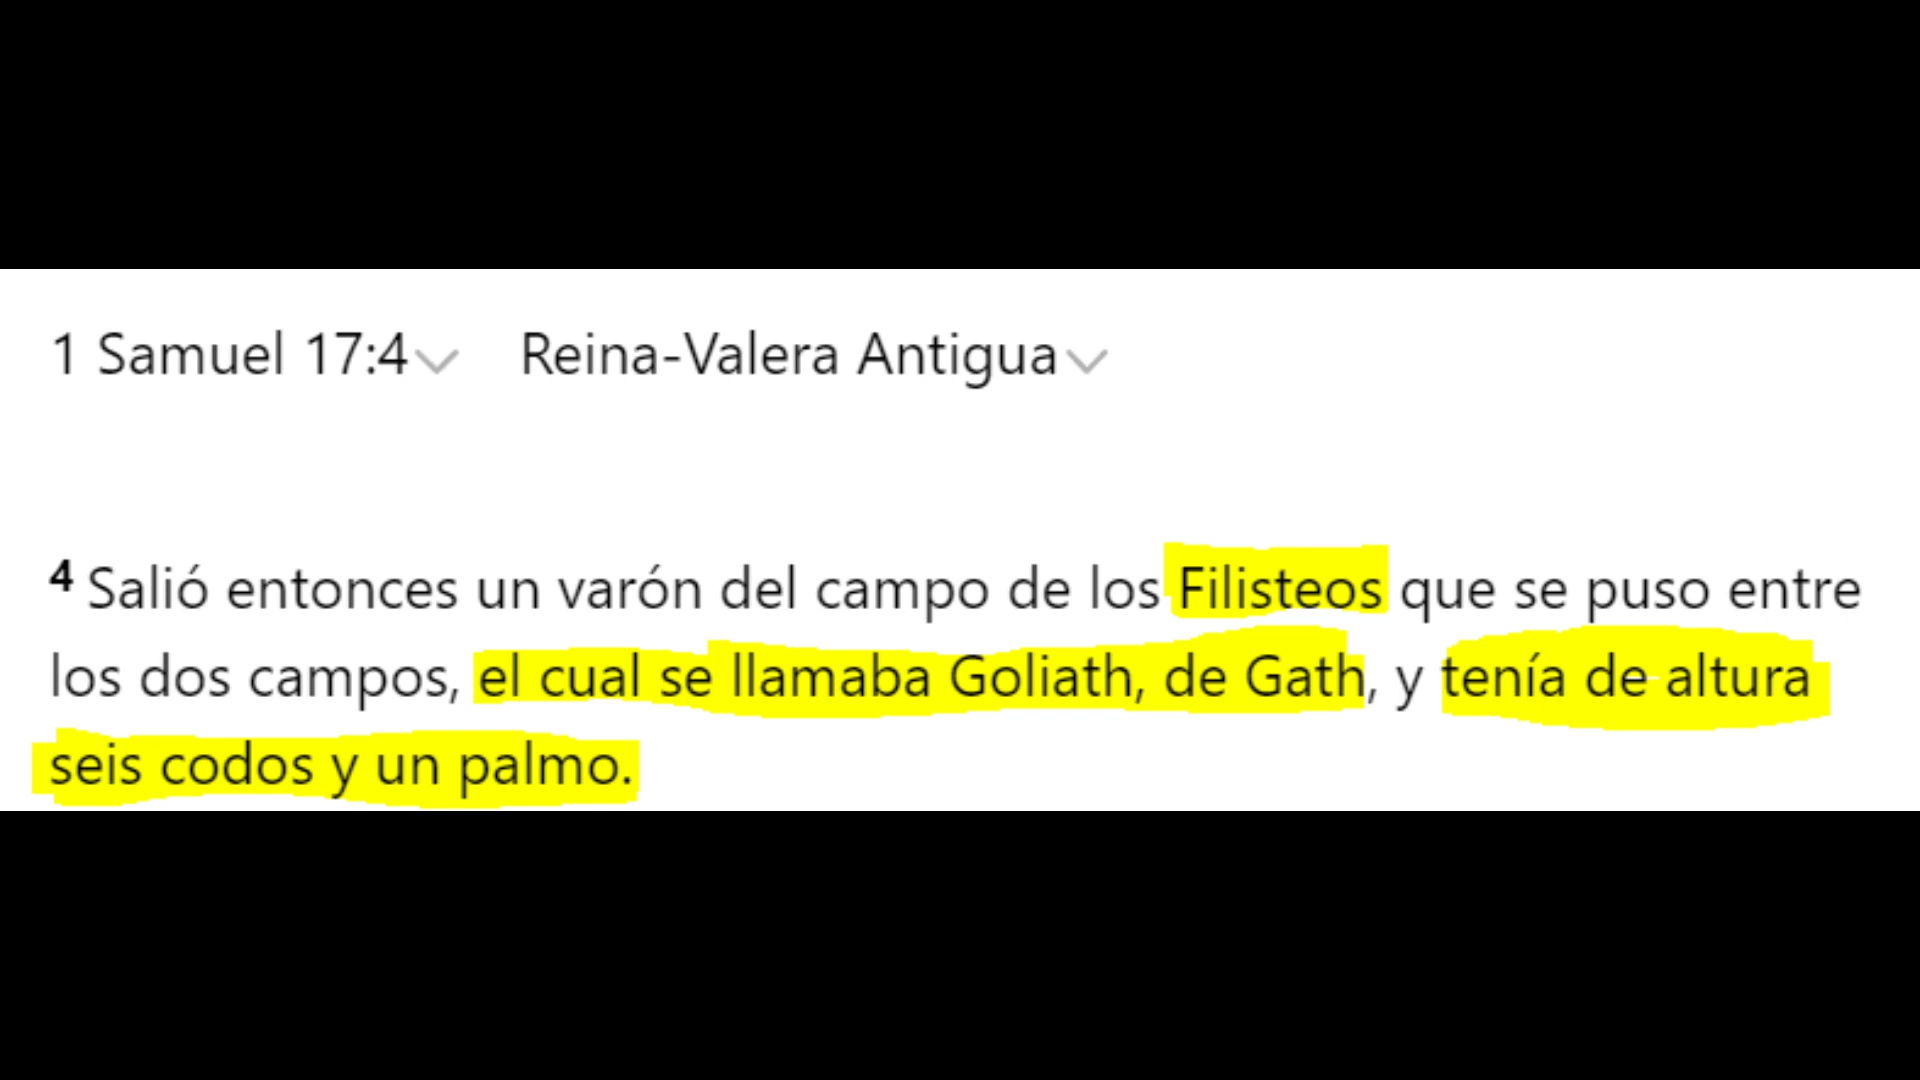 1 Samuel 17:4 Reina-Valera Antigua
4 Salió entonces un varón del campo de los Filisteos que se puso entre
los dos campos, el cual se llamaba Goliath, de Gath, y tenía de altura
seis codos y un palmo.